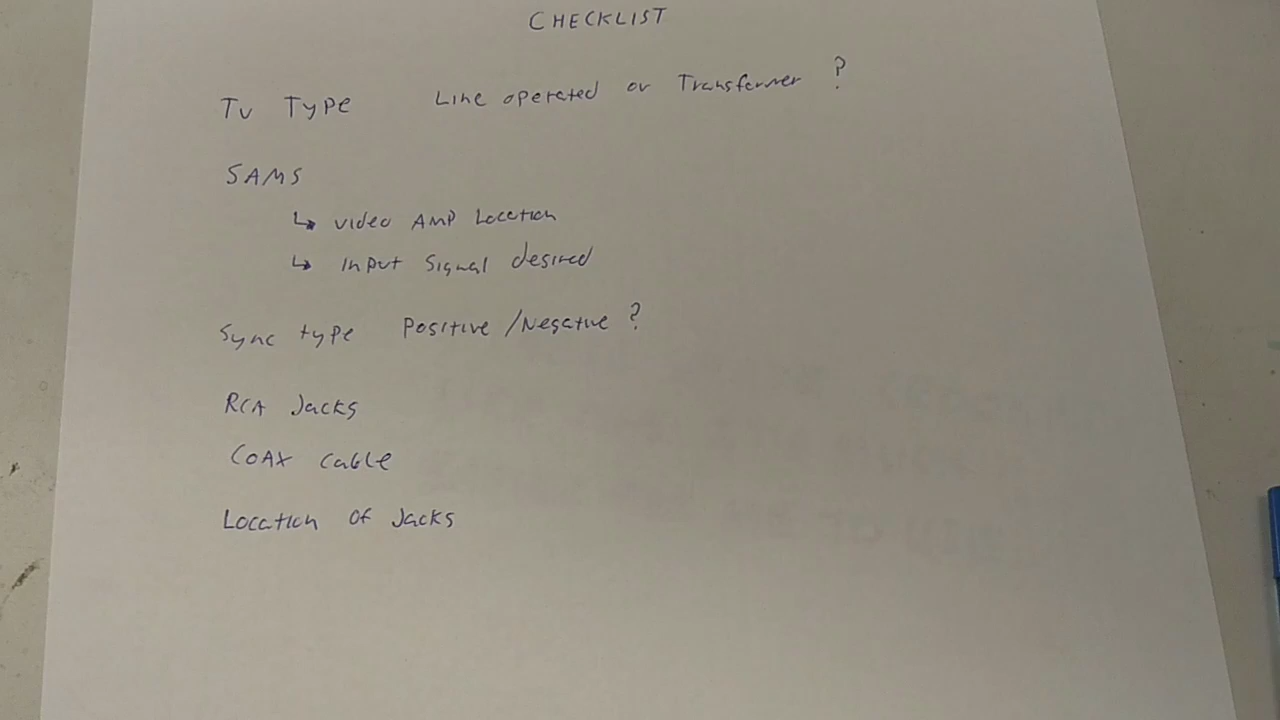 CHECKLIST
TV Type Line operated or Transformer ?
SAMS
↳ video AMP Location
↳ Input Signal desired
Sync type Positive /Negative ?
RCA Jacks
COAX Cable
Location of Jacks